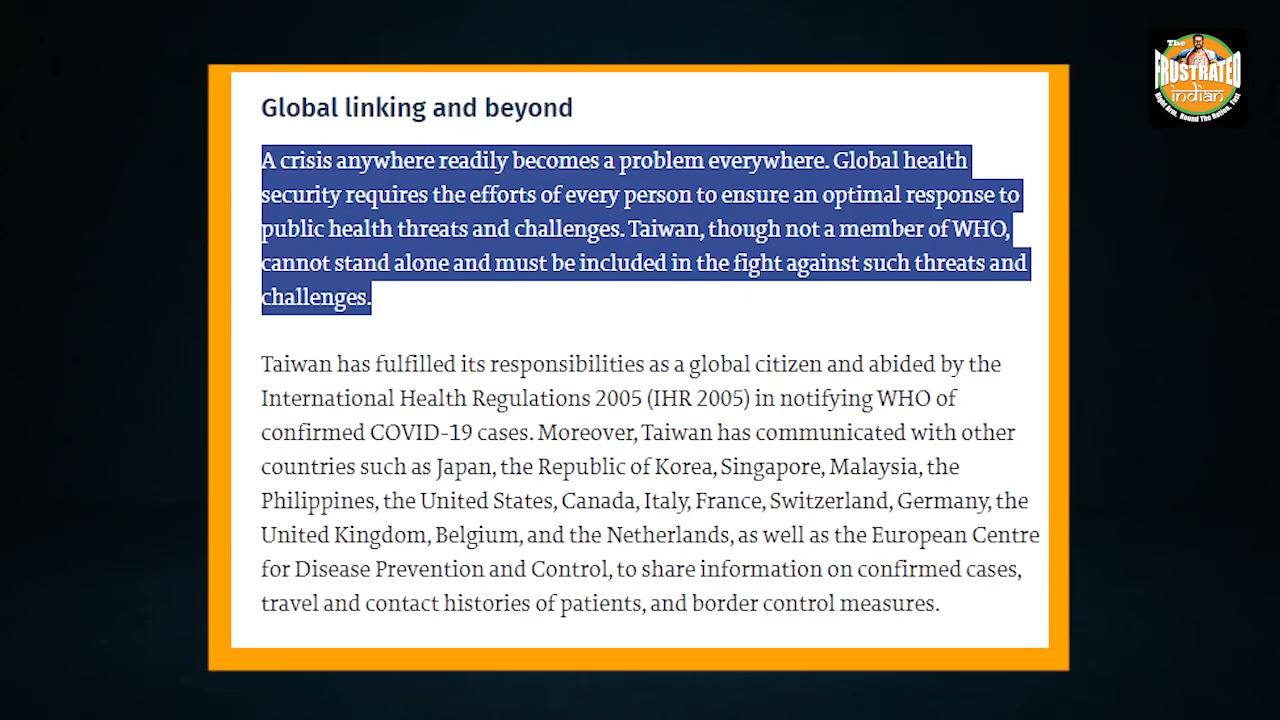 The
FRUSTRATED
indian
Right Arm. Round The Nation. Fast
Global linking and beyond
A crisis anywhere readily becomes a problem everywhere. Global health
security requires the efforts of every person to ensure an optimal response to
public health threats and challenges. Taiwan, though not a member of WHO,
cannot stand alone and must be included in the fight against such threats and
challenges.
Taiwan has fulfilled its responsibilities as a global citizen and abided by the
International Health Regulations 2005 (IHR 2005) in notifying WHO of
confirmed COVID-19 cases. Moreover, Taiwan has communicated with other
countries such as Japan, the Republic of Korea, Singapore, Malaysia, the
Philippines, the United States, Canada, Italy, France, Switzerland, Germany, the
United Kingdom, Belgium, and the Netherlands, as well as the European Centre
for Disease Prevention and Control, to share information on confirmed cases,
travel and contact histories of patients, and border control measures.